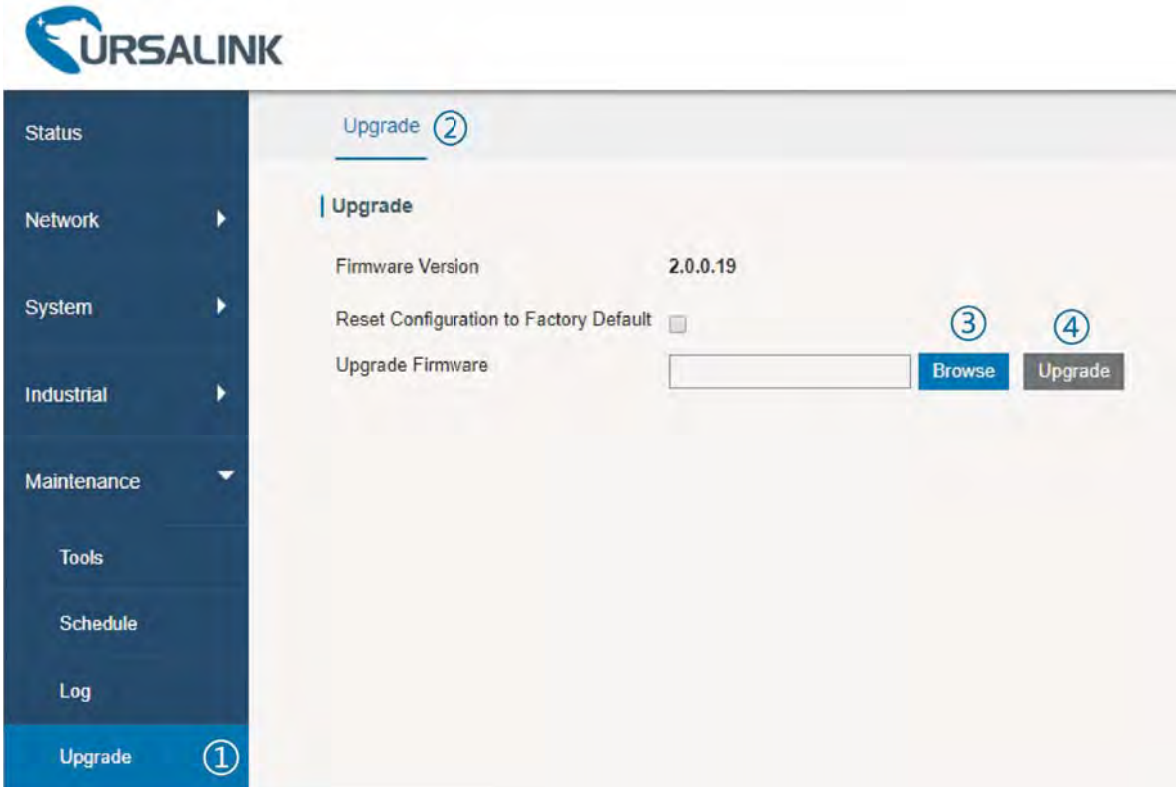 URSALINK
Status
Upgrade ②
Network
Upgrade
Firmware Version 2.0.0.19
System
Reset Configuration to Factory Default
③ ④
Upgrade Firmware Browse Upgrade
Industrial
Maintenance
Tools
Schedule
Log
Upgrade ①